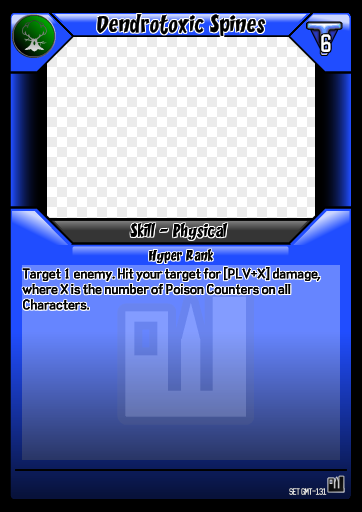 Dendrotoxic Spines
6
Skill - Physical
Hyper Rank
Target 1 enemy. Hit your target for [PLV+X] damage,
where X is the number of Poison Counters on all
Characters.
SET GMT-131